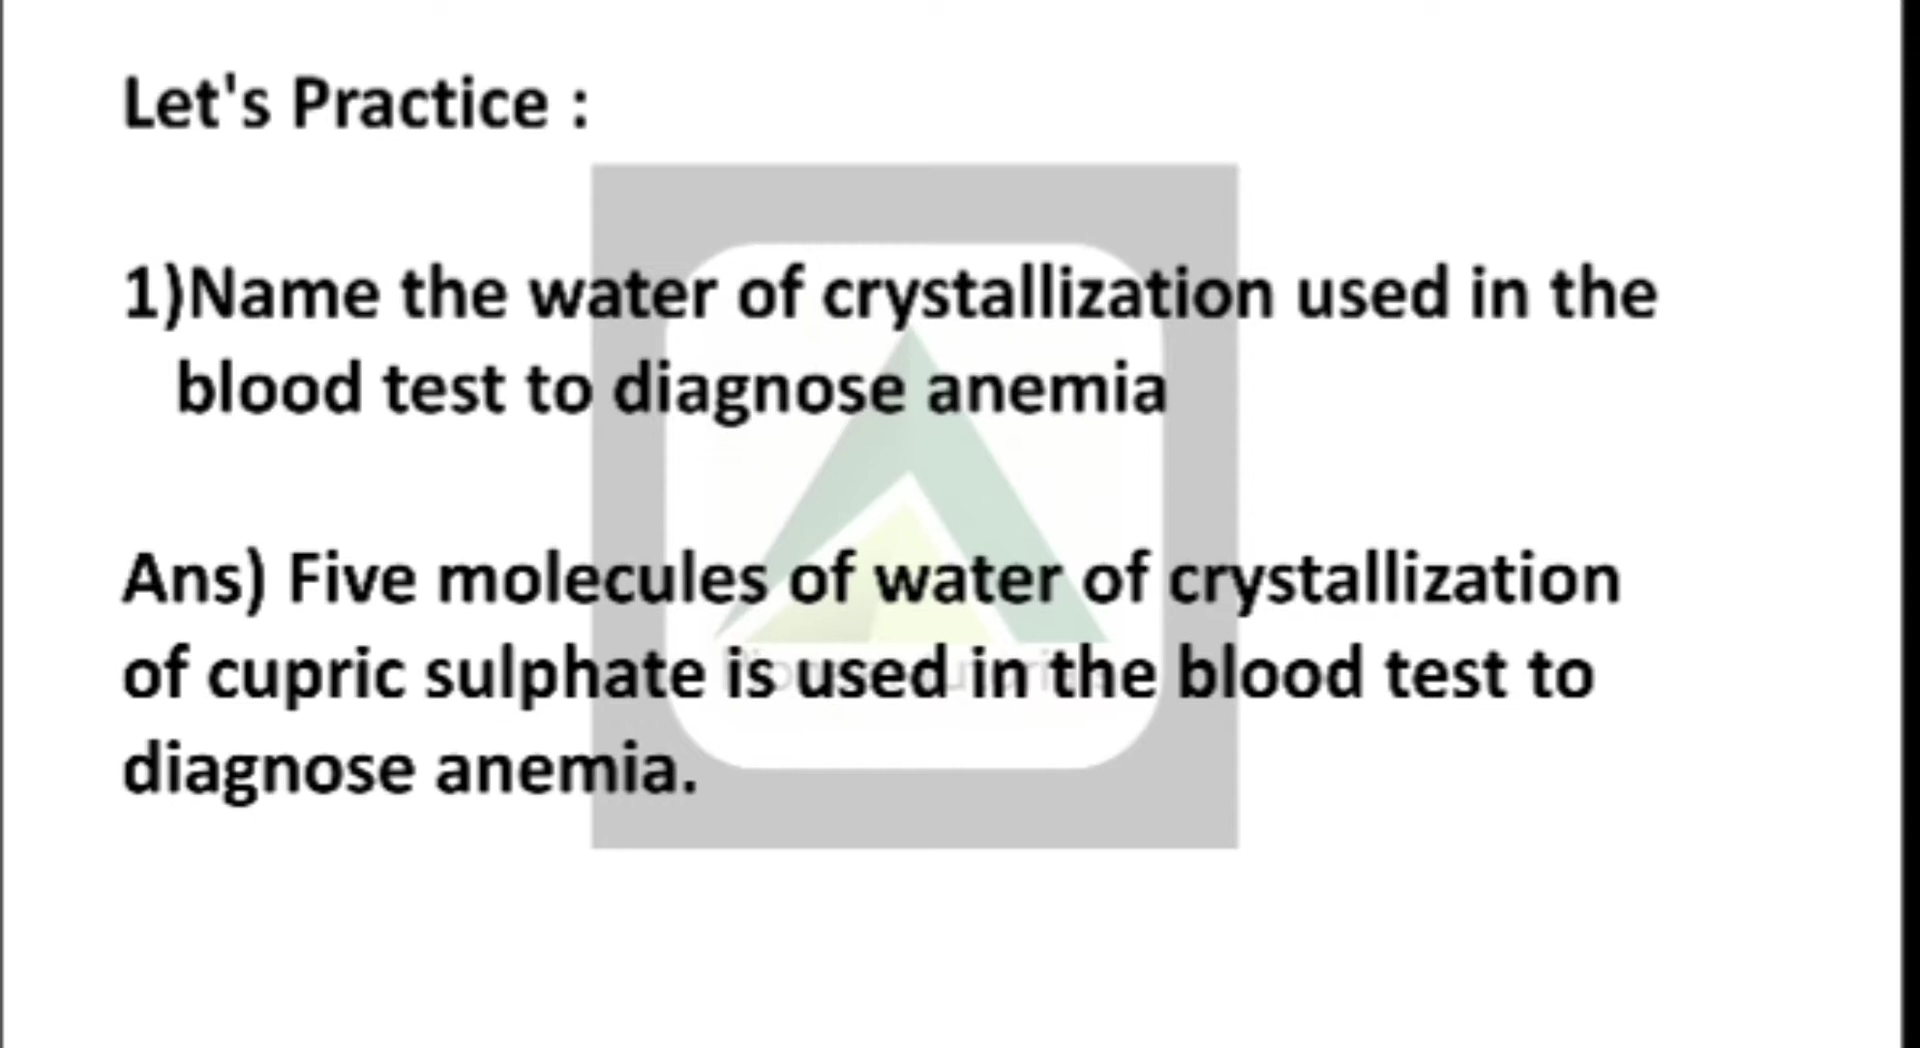 Let's Practice :
1)Name the water of crystallization used in the
blood test to diagnose anemia
Ans) Five molecules of water of crystallization
of cupric sulphate is used in the blood test to
diagnose anemia.